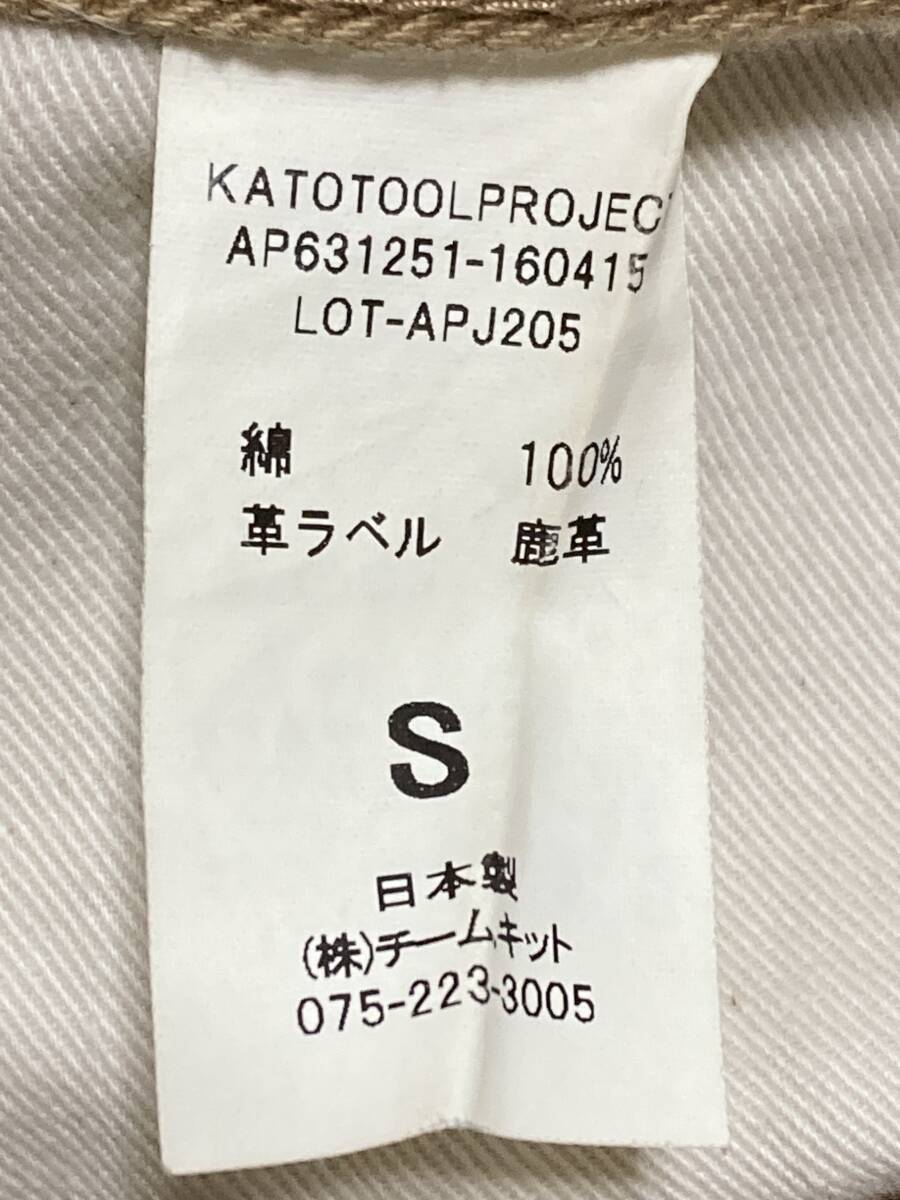 KATOTOOLPROJECT
AP631251-160415
LOT-APJ205
綿 100%
革ラベル 鹿革
S
日本製
(株)チームキット
075-223-3005